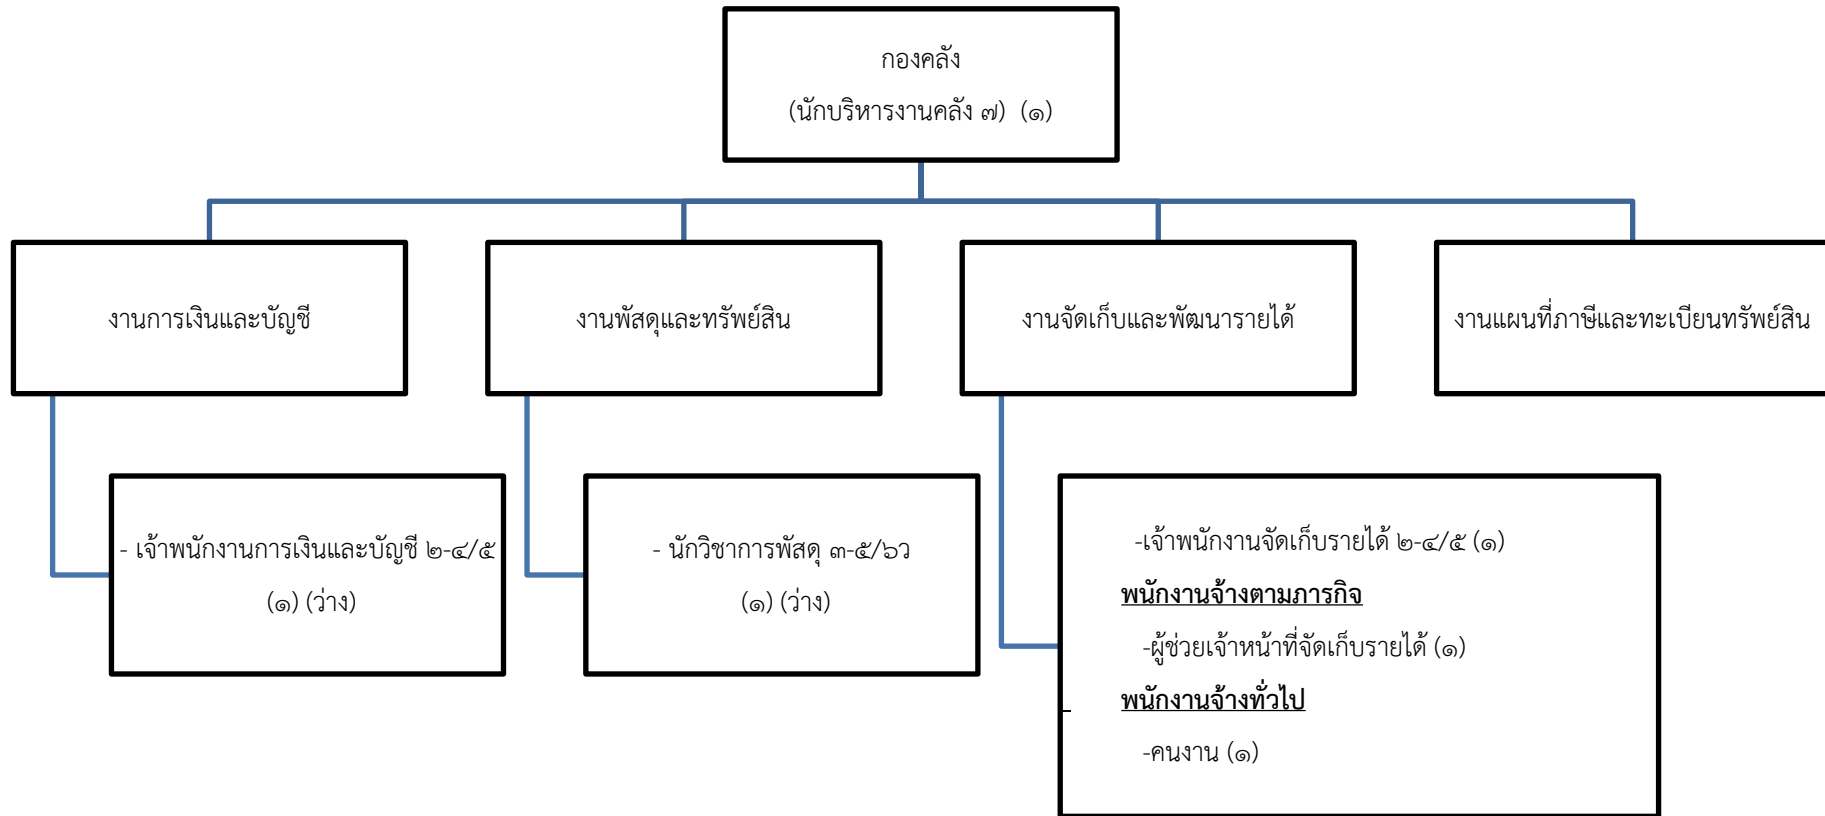 กองคลัง
(นักบริหารงานคลัง ๗) (๑)
งานการเงินและบัญชี
งานพัสดุและทรัพย์สิน
งานจัดเก็บและพัฒนารายได้
งานแผนที่ภาษีและทะเบียนทรัพย์สิน
- เจ้าพนักงานการเงินและบัญชี ๒-๔/๕
(๑) (ว่าง)
- นักวิชาการพัสดุ ๓-๕/๖ว
(๑) (ว่าง)
-เจ้าพนักงานจัดเก็บรายได้ ๒-๔/๕ (๑)
พนักงานจ้างตามภารกิจ
-ผู้ช่วยเจ้าหน้าที่จัดเก็บรายได้ (๑)
พนักงานจ้างทั่วไป
-คนงาน (๑)